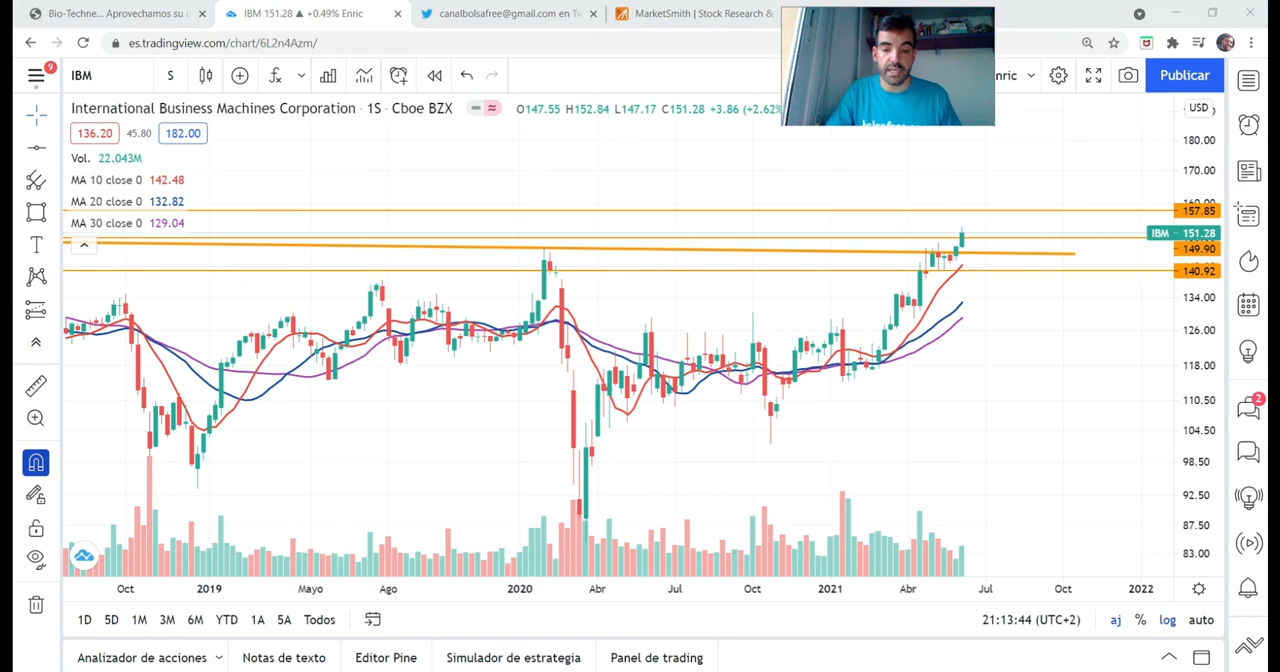 Bio-Techne... Aprovechamos su
IBM 151.28 ▲ +0.49% Enric
canalbolsafree@gmail.com en Tw
MarketSmith | Stock Research &
es.tradingview.com/chart/6L2n4Azm/
9
IBM
S
nric
Publicar
International Business Machines Corporation · 1S · Cboe BZX
O147.55 H152.84 L147.17 C151.28 +3.86 (+2.62%
USD
136.20 45.80 182.00
Vol. 22.043M
MA 10 close 0 142.48
MA 20 close 0 132.82
MA 30 close 0 129.04
180.00
170.00
157.85
IBM 151.28
149.90
140.92
134.00
126.00
118.00
110.50
104.50
98.50
92.50
87.50
83.00
2
Oct 2019 Mayo Ago 2020 Abr Jul Oct 2021 Abr Jul Oct 2022
1D 5D 1M 3M 6M YTD 1A 5A Todos
21:13:44 (UTC+2) aj % log auto
Analizador de acciones Notas de texto Editor Pine Simulador de estrategia Panel de trading